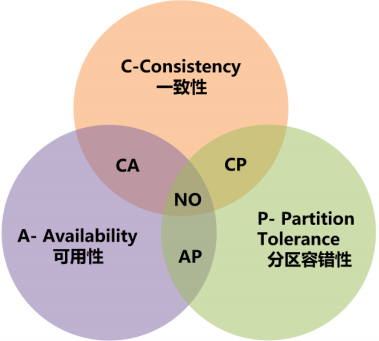 C-Consistency
一致性
CA
CP
NO
A- Availability
可用性
P- Partition
Tolerance
分区容错性
AP